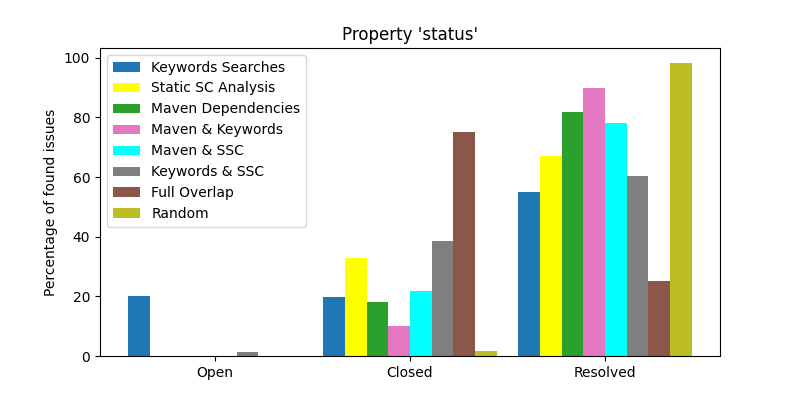 Property 'status'
Percentage of found issues
100
80
60
40
20
0
Keywords Searches
Static SC Analysis
Maven Dependencies
Maven & Keywords
Maven & SSC
Keywords & SSC
Full Overlap
Random
Open
Closed
Resolved